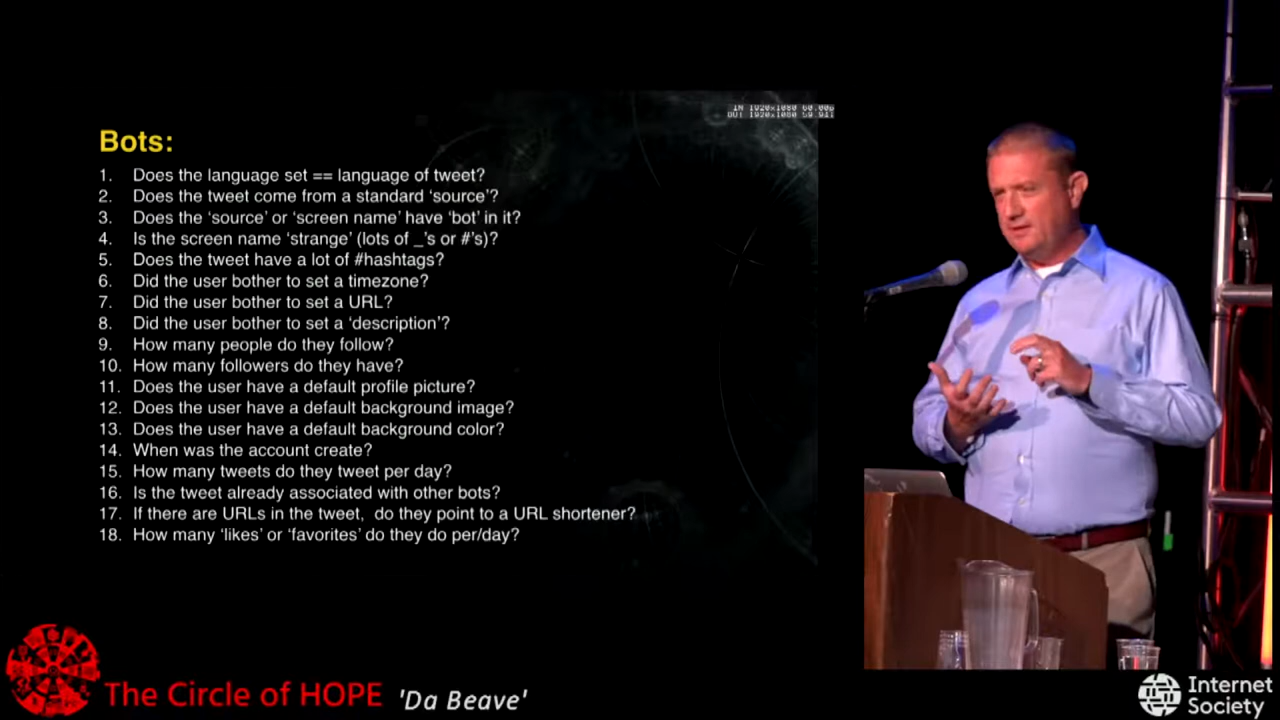 IN 1920x1080 60.00p
OUT 1920x1080 59.94i
Bots:
1. Does the language set == language of tweet?
2. Does the tweet come from a standard ‘source’?
3. Does the ‘source’ or ‘screen name’ have ‘bot’ in it?
4. Is the screen name ‘strange’ (lots of _’s or #’s)?
5. Does the tweet have a lot of #hashtags?
6. Did the user bother to set a timezone?
7. Did the user bother to set a URL?
8. Did the user bother to set a ‘description’?
9. How many people do they follow?
10. How many followers do they have?
11. Does the user have a default profile picture?
12. Does the user have a default background image?
13. Does the user have a default background color?
14. When was the account create?
15. How many tweets do they tweet per day?
16. Is the tweet already associated with other bots?
17. If there are URLs in the tweet, do they point to a URL shortener?
18. How many ‘likes’ or ‘favorites’ do they do per/day?
The Circle of HOPE 'Da Beave'
Internet
Society